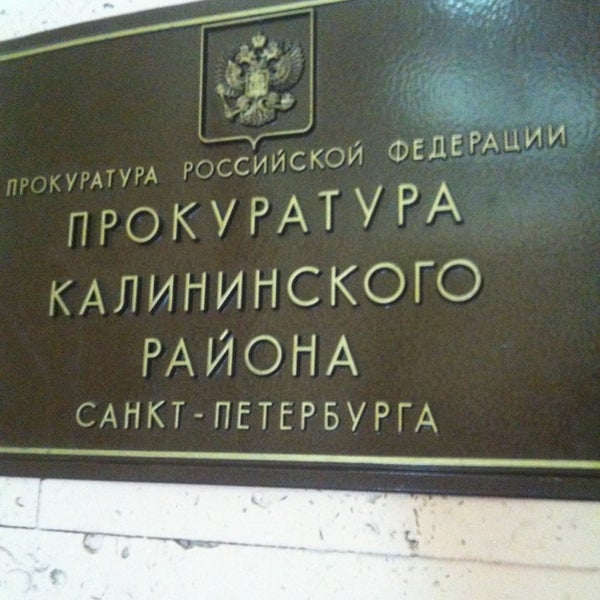 ПРОКУРАТУРА РОССИЙСКОЙ ФЕДЕРАЦИИ
ПРОКУРАТУРА
КАЛИНИНСКОГО
РАЙОНА
САНКТ-ПЕТЕРБУРГА